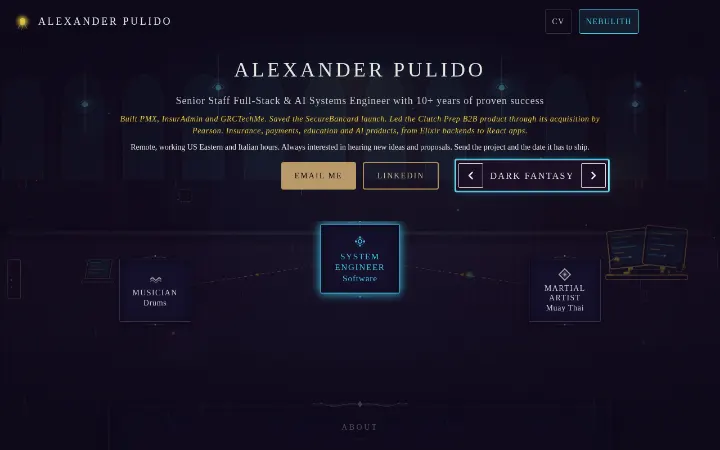 ALEXANDER PULIDO
CV
NEBULITH
ALEXANDER PULIDO
Senior Staff Full-Stack & AI Systems Engineer with 10+ years of proven success
Built PMX, InsurAdmin and GRCTechMe. Saved the SecureBancard launch. Led the Clutch Prep B2B product through its acquisition by
Pearson. Insurance, payments, education and AI products, from Elixir backends to React apps.
Remote, working US Eastern and Italian hours. Always interested in hearing new ideas and proposals. Send the project and the date it has to ship.
EMAIL ME
LINKEDIN
DARK FANTASY
SYSTEM
ENGINEER
Software
MUSICIAN
Drums
MARTIAL
ARTIST
Muay Thai
ABOUT